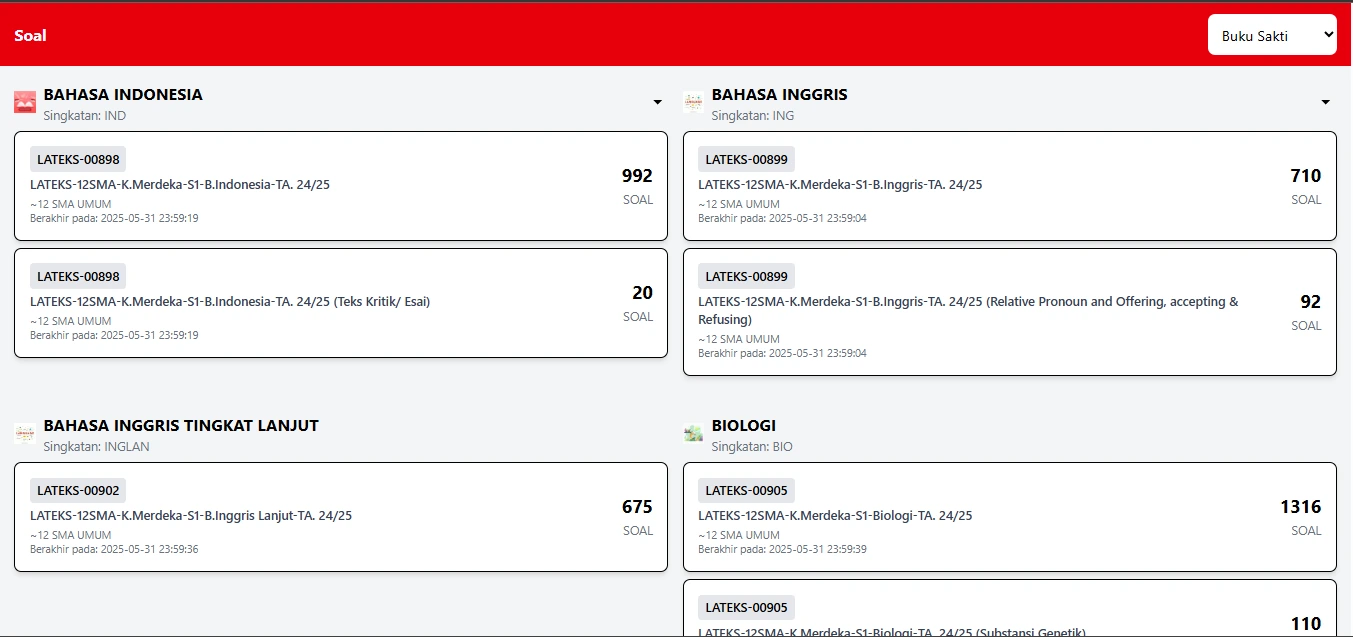 Soal
Buku Sakti
BAHASA INDONESIA
Singkatan: IND
LATEKS-00898
LATEKS-12SMA-K.Merdeka-S1-B.Indonesia-TA. 24/25
~12 SMA UMUM
Berakhir pada: 2025-05-31 23:59:19
992
SOAL
LATEKS-00898
LATEKS-12SMA-K.Merdeka-S1-B.Indonesia-TA. 24/25 (Teks Kritik/ Esai)
~12 SMA UMUM
Berakhir pada: 2025-05-31 23:59:19
20
SOAL
BAHASA INGGRIS
Singkatan: ING
LATEKS-00899
LATEKS-12SMA-K.Merdeka-S1-B.Inggris-TA. 24/25
~12 SMA UMUM
Berakhir pada: 2025-05-31 23:59:04
710
SOAL
LATEKS-00899
LATEKS-12SMA-K.Merdeka-S1-B.Inggris-TA. 24/25 (Relative Pronoun and Offering, accepting &
Refusing)
~12 SMA UMUM
Berakhir pada: 2025-05-31 23:59:04
92
SOAL
BAHASA INGGRIS TINGKAT LANJUT
Singkatan: INGLAN
LATEKS-00902
LATEKS-12SMA-K.Merdeka-S1-B.Inggris Lanjut-TA. 24/25
~12 SMA UMUM
Berakhir pada: 2025-05-31 23:59:36
675
SOAL
BIOLOGI
Singkatan: BIO
LATEKS-00905
LATEKS-12SMA-K.Merdeka-S1-Biologi-TA. 24/25
~12 SMA UMUM
Berakhir pada: 2025-05-31 23:59:39
1316
SOAL
LATEKS-00905
LATEKS-12SMA-K.Merdeka-S1-Biologi-TA. 24/25 (Substansi Genetik)
110